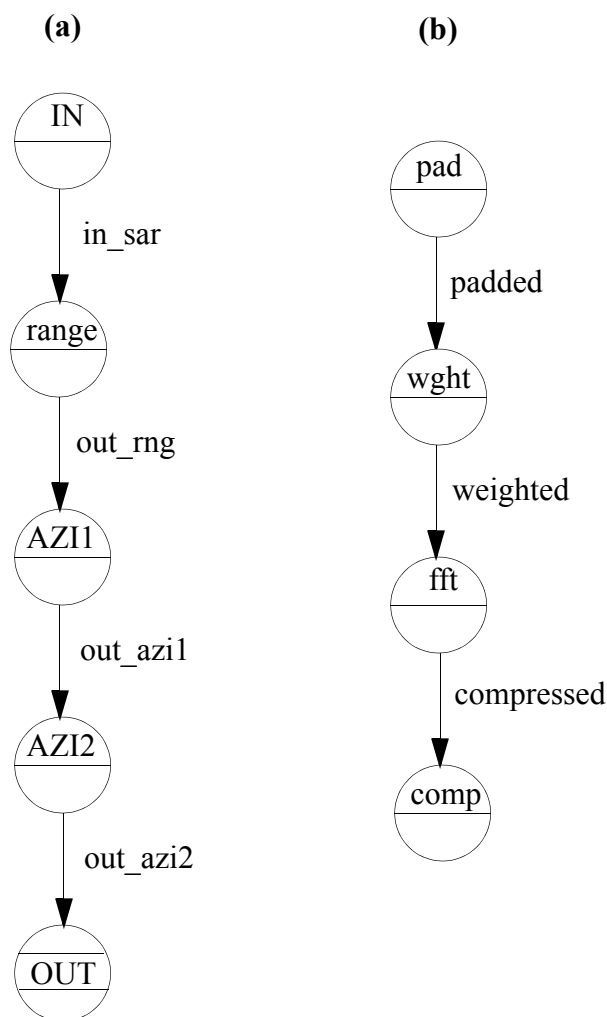 (a)
IN
in_sar
range
out_rng
AZI1
out_azi1
AZI2
out_azi2
OUT
(b)
pad
padded
wght
weighted
fft
compressed
comp